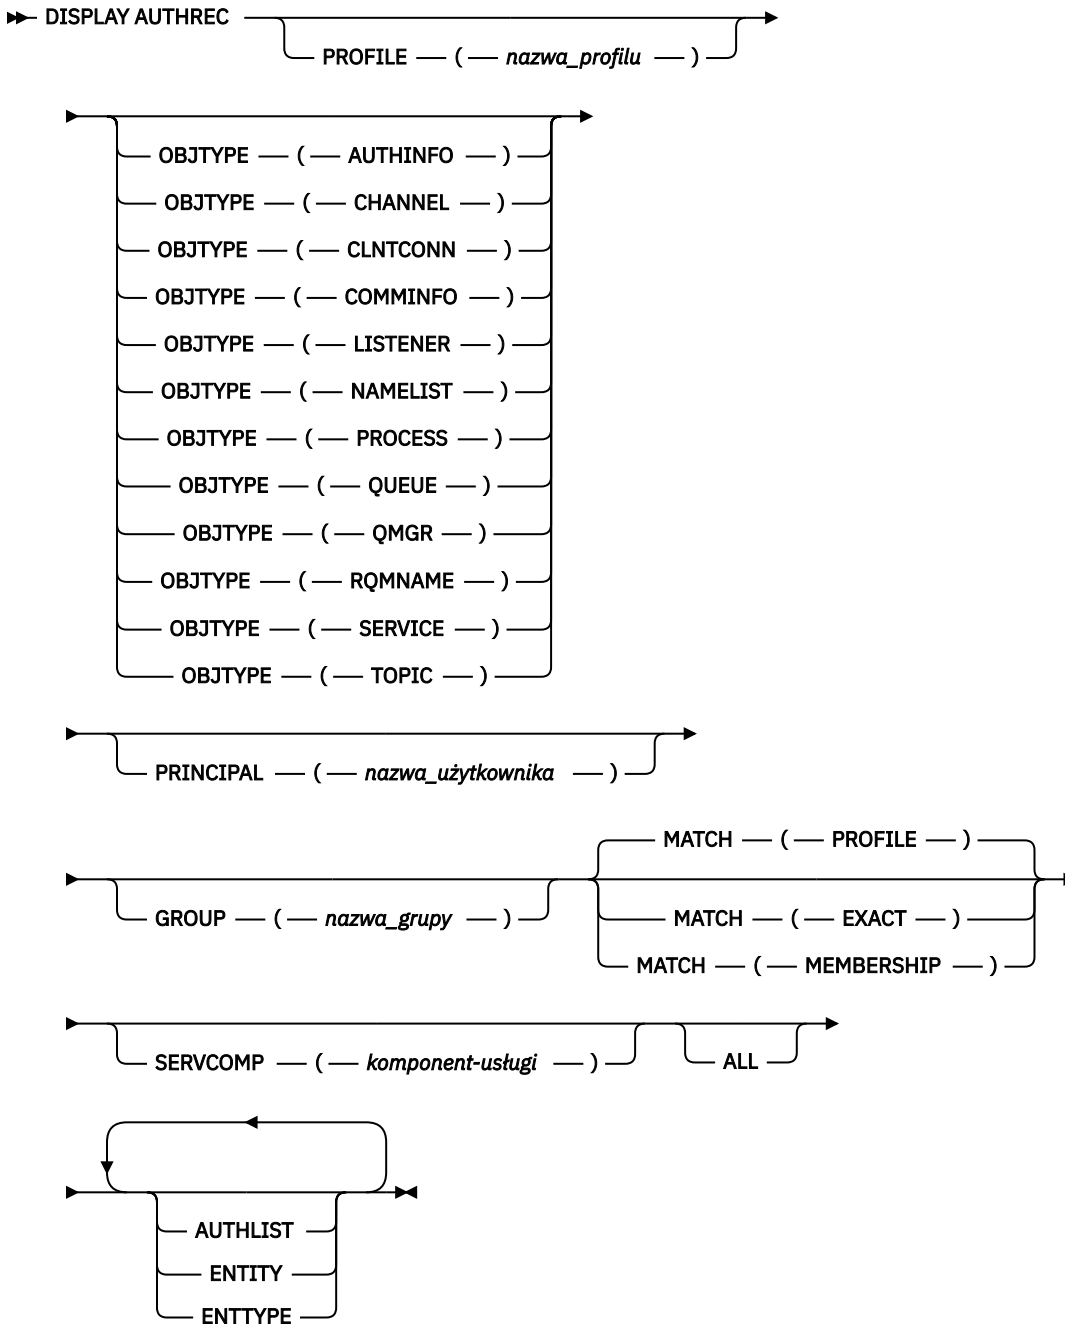 DISPLAY AUTHREC
PROFILE ( nazwa_profilu )
OBJTYPE ( AUTHINFO )
OBJTYPE ( CHANNEL )
OBJTYPE ( CLNTCONN )
OBJTYPE ( COMMINFO )
OBJTYPE ( LISTENER )
OBJTYPE ( NAMELIST )
OBJTYPE ( PROCESS )
OBJTYPE ( QUEUE )
OBJTYPE ( QMGR )
OBJTYPE ( RQMNAME )
OBJTYPE ( SERVICE )
OBJTYPE ( TOPIC )
PRINCIPAL ( nazwa_użytkownika )
MATCH ( PROFILE )
GROUP ( nazwa_grupy )
MATCH ( EXACT )
MATCH ( MEMBERSHIP )
SERVCOMP ( komponent-usługi )
ALL
AUTHLIST
ENTITY
ENTTYPE